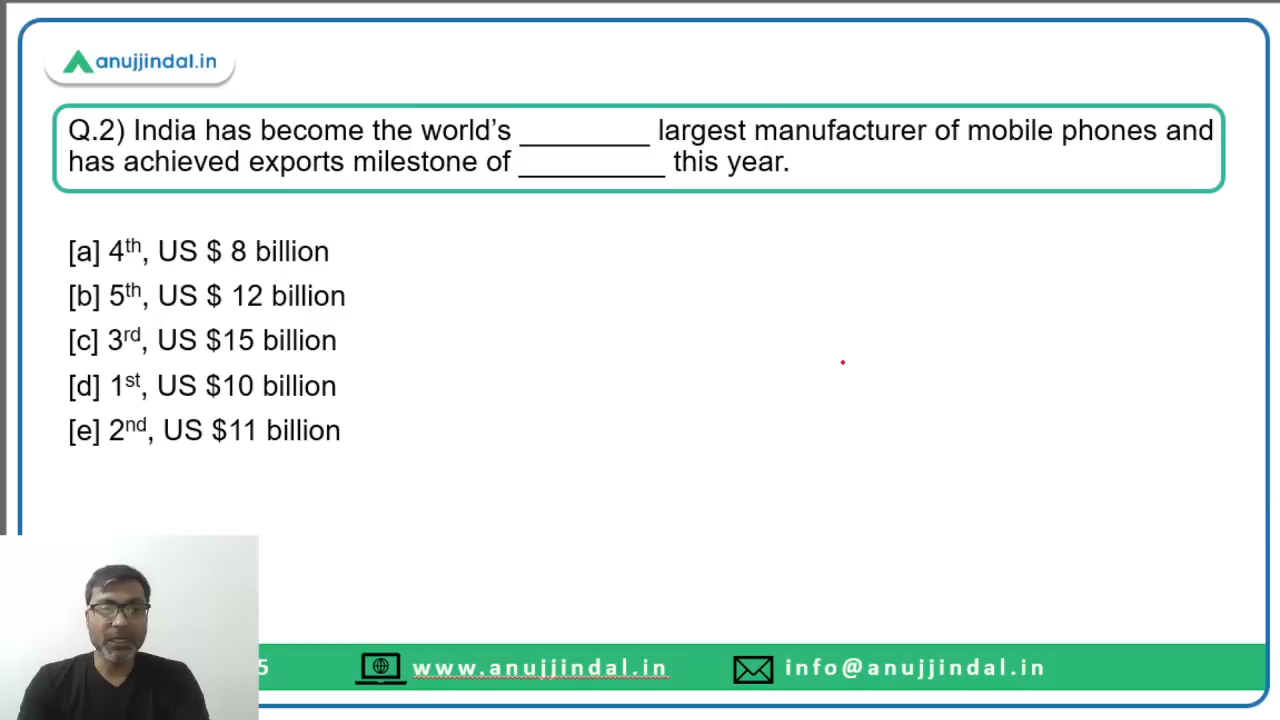 anujjindal.in
Q.2) India has become the world’s _________ largest manufacturer of mobile phones and
has achieved exports milestone of __________ this year.
[a] 4th, US $ 8 billion
[b] 5th, US $ 12 billion
[c] 3rd, US $15 billion
[d] 1st, US $10 billion
[e] 2nd, US $11 billion
5 www.anujjindal.in info@anujjindal.in